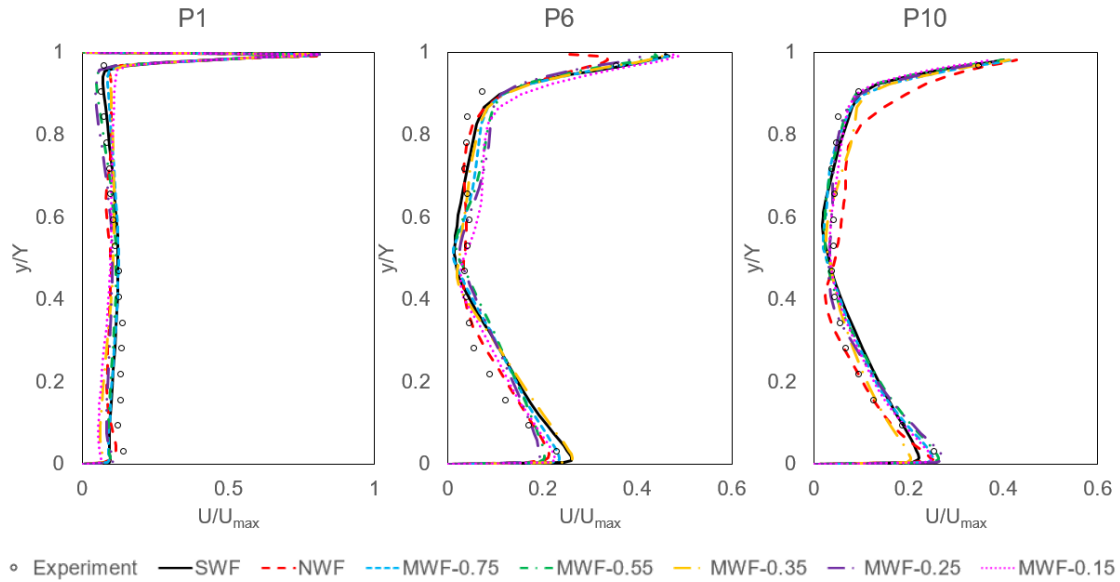 P1 P6 P10
1 1 1
0.8 0.8 0.8
0.6 0.6 0.6
y/Y y/Y y/Y
0.4 0.4 0.4
0.2 0.2 0.2
0 0 0
0 0.5 1 0 0.2 0.4 0.6 0 0.2 0.4 0.6
U/Umax U/Umax U/Umax
Experiment SWF NWF MWF-0.75 MWF-0.55 MWF-0.35 MWF-0.25 MWF-0.15